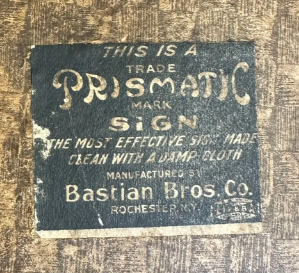 THIS IS A
TRADE
PRISMATIC
MARK
SIGN
THE MOST EFFECTIVE SIGN MADE
CLEAN WITH A DAMP CLOTH
MANUFACTURED BY
Bastian Bros. Co.
ROCHESTER, N.Y.